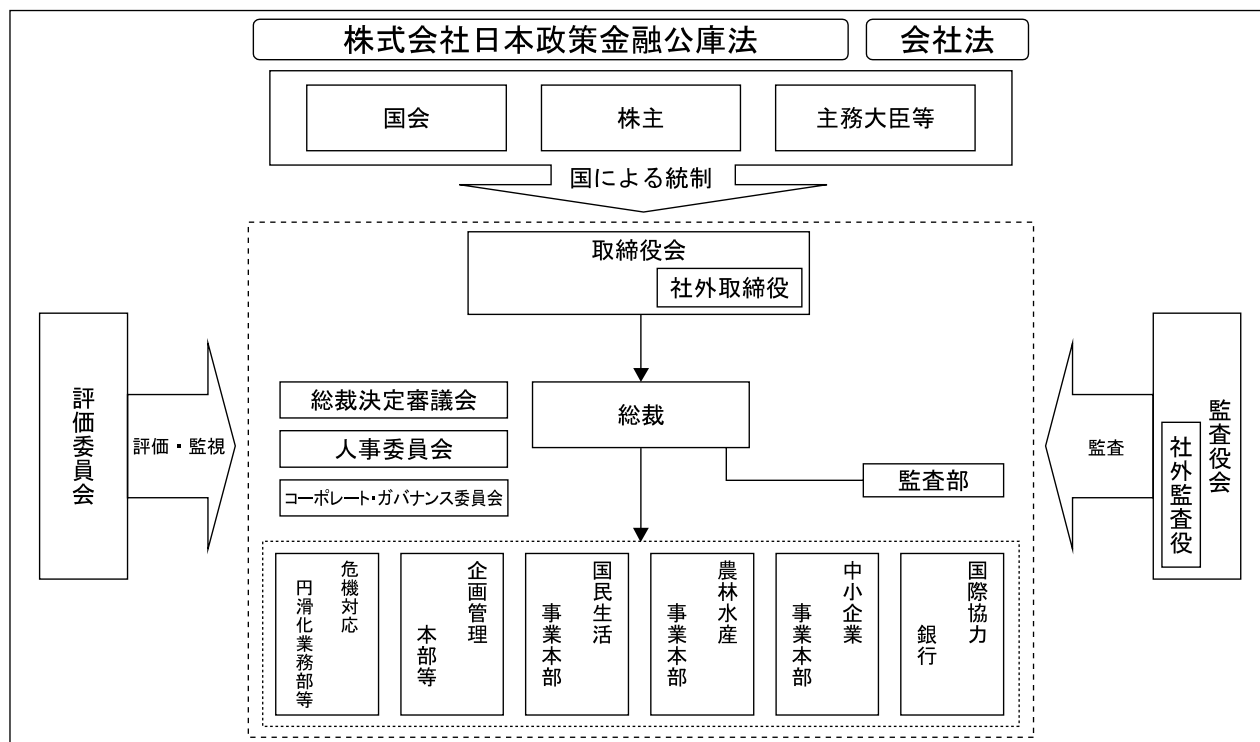 株式会社日本政策金融公庫法
会社法
国会
株主
主務大臣等
国による統制
取締役会
社外取締役
評価委員会
評価・監視
総裁決定審議会
人事委員会
コーポレート・ガバナンス委員会
総裁
監査部
監査
監査役会
社外監査役
危機対応
円滑化業務部等
企画管理
本部等
国民生活
事業本部
農林水産
事業本部
中小企業
事業本部
国際協力
銀行